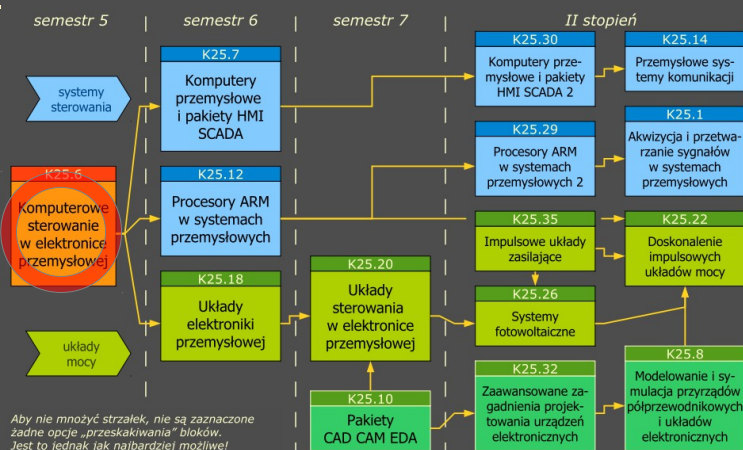 semestr 5
semestr 6
semestr 7
II stopień
systemy
sterowania
K25.6
Komputerowe
sterowanie
w elektronice
przemysłowej
układy
mocy
K25.7
Komputery
przemysłowe
i pakiety HMI
SCADA
K25.12
Procesory ARM
w systemach
przemysłowych
K25.18
Układy
elektroniki
przemysłowej
K25.20
Układy
sterowania
w elektronice
przemysłowej
K25.10
Pakiety
CAD CAM EDA
K25.30
Komputery prze-
mysłowe i pakiety
HMI SCADA 2
K25.14
Przemysłowe sys-
temy komunikacji
K25.29
Procesory ARM
w systemach
przemysłowych 2
K25.1
Akwizycja i przetwa-
rzanie sygnałów
w systemach
przemysłowych
K25.35
Impulsowe układy
zasilające
K25.22
Doskonalenie
impulsowych
układów mocy
K25.26
Systemy
fotowoltaiczne
K25.32
Zaawansowane za-
gadnienia projek-
towania urządzeń
elektronicznych
K25.8
Modelowanie i sy-
mulacja przyrządów
półprzewodnikowych
i układów
elektronicznych
Aby nie mnożyć strzałek, nie są zaznaczone
żadne opcje „przeskakiwania” bloków.
Jest to jednak jak najbardziej możliwe!